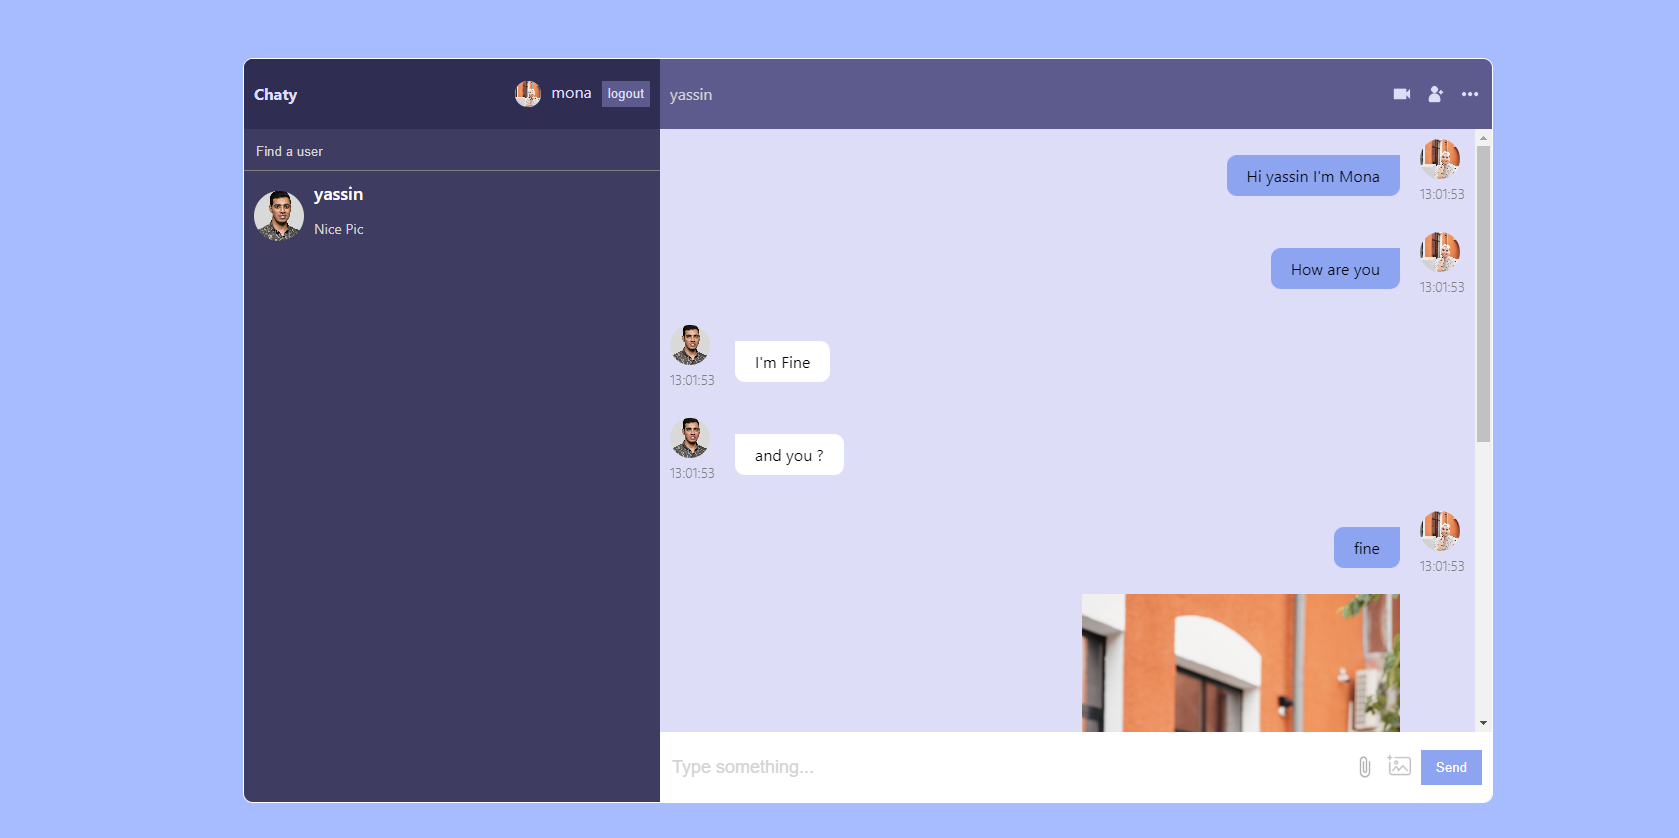 Chaty
mona
logout
Find a user
yassin
Nice Pic
yassin
Hi yassin I'm Mona
13:01:53
How are you
13:01:53
I'm Fine
13:01:53
and you ?
13:01:53
fine
13:01:53
Type something...
Send